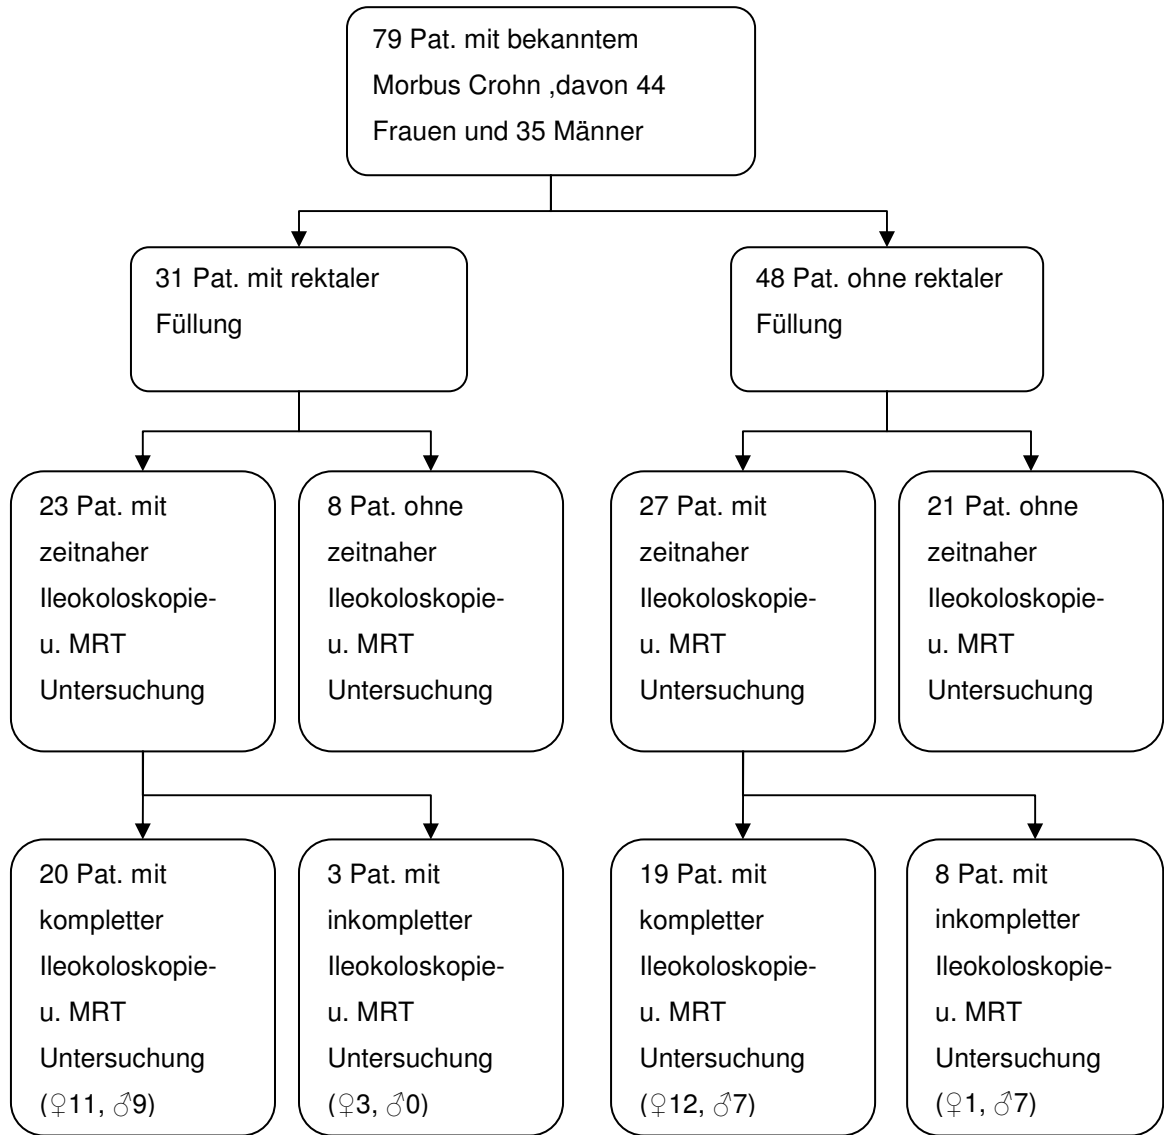 79 Pat. mit bekanntem
Morbus Crohn ,davon 44
Frauen und 35 Männer
31 Pat. mit rektaler
Füllung
48 Pat. ohne rektaler
Füllung
23 Pat. mit
zeitnaher
Ileokoloskopie-
u. MRT
Untersuchung
8 Pat. ohne
zeitnaher
Ileokoloskopie-
u. MRT
Untersuchung
27 Pat. mit
zeitnaher
Ileokoloskopie-
u. MRT
Untersuchung
21 Pat. ohne
zeitnaher
Ileokoloskopie-
u. MRT
Untersuchung
20 Pat. mit
kompletter
Ileokoloskopie-
u. MRT
Untersuchung
(♀11, ♂9)
3 Pat. mit
inkompletter
Ileokoloskopie-
u. MRT
Untersuchung
(♀3, ♂0)
19 Pat. mit
kompletter
Ileokoloskopie-
u. MRT
Untersuchung
(♀12, ♂7)
8 Pat. mit
inkompletter
Ileokoloskopie-
u. MRT
Untersuchung
(♀1, ♂7)